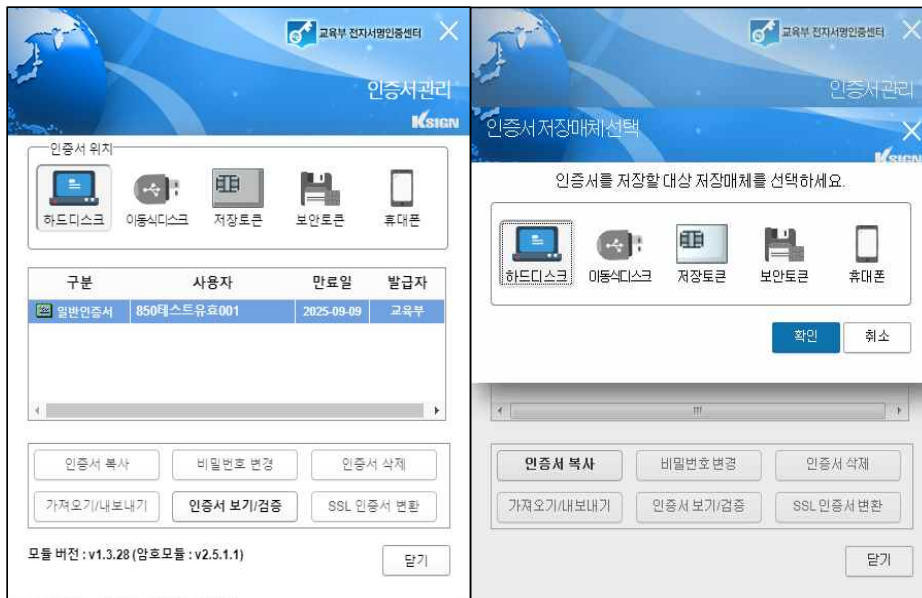 교육부 전자서명인증센터
인증서관리
KSIGN
인증서 위치
하드디스크 이동식디스크 저장토큰 보안토큰 휴대폰
구분 사용자 만료일 발급자
일반인증서 850테스트유효001 2025-09-09 교육부
인증서 복사 비밀번호 변경 인증서 삭제
가져오기/내보내기 인증서 보기/검증 SSL 인증서 변환
모듈 버전 : v1.3.28 (암호모듈 : v2.5.1.1)
닫기
교육부 전자서명인증센터
인증서관리
인증서 저장매체선택
KSIGN
인증서를 저장할 대상 저장매체를 선택하세요.
하드디스크 이동식디스크 저장토큰 보안토큰 휴대폰
확인 취소
인증서 복사 비밀번호 변경 인증서 삭제
가져오기/내보내기 인증서 보기/검증 SSL 인증서 변환
닫기